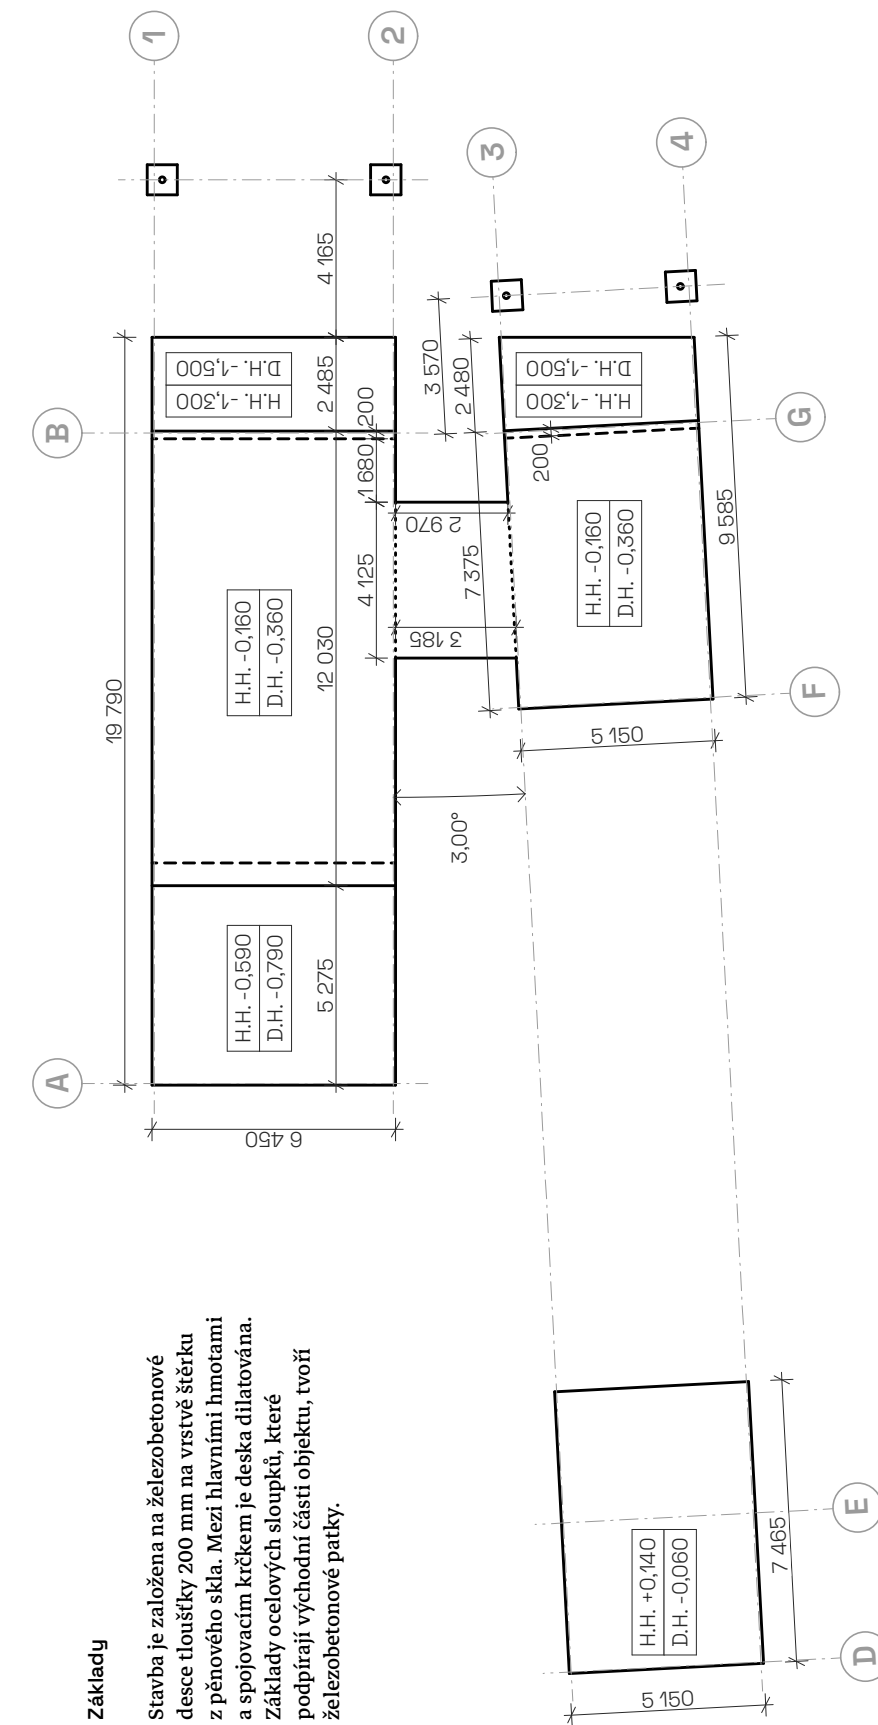 Základy
Stavba je založena na železobetonové
desce tloušťky 200 mm na vrstvě štěrku
z pěnového skla. Mezi hlavními hmotami
a spojovacím krčkem je deska dilatována.
Základy ocelových sloupků, které
podpírají východní části objektu, tvoří
železobetonové patky.
A
B
1
2
3
4
D
E
F
G
19 790
6 450
H.H. -0,590
D.H. -0,790
5 275
H.H. -0,160
D.H. -0,360
12 030
H.H. -1,300
D.H. -1,500
2 485
4 165
200
1 680
4 125
2 970
3 185
3,00°
7 375
3 570
2 480
H.H. -1,300
D.H. -1,500
200
H.H. -0,160
D.H. -0,360
9 585
5 150
H.H. +0,140
D.H. -0,060
7 465
5 150